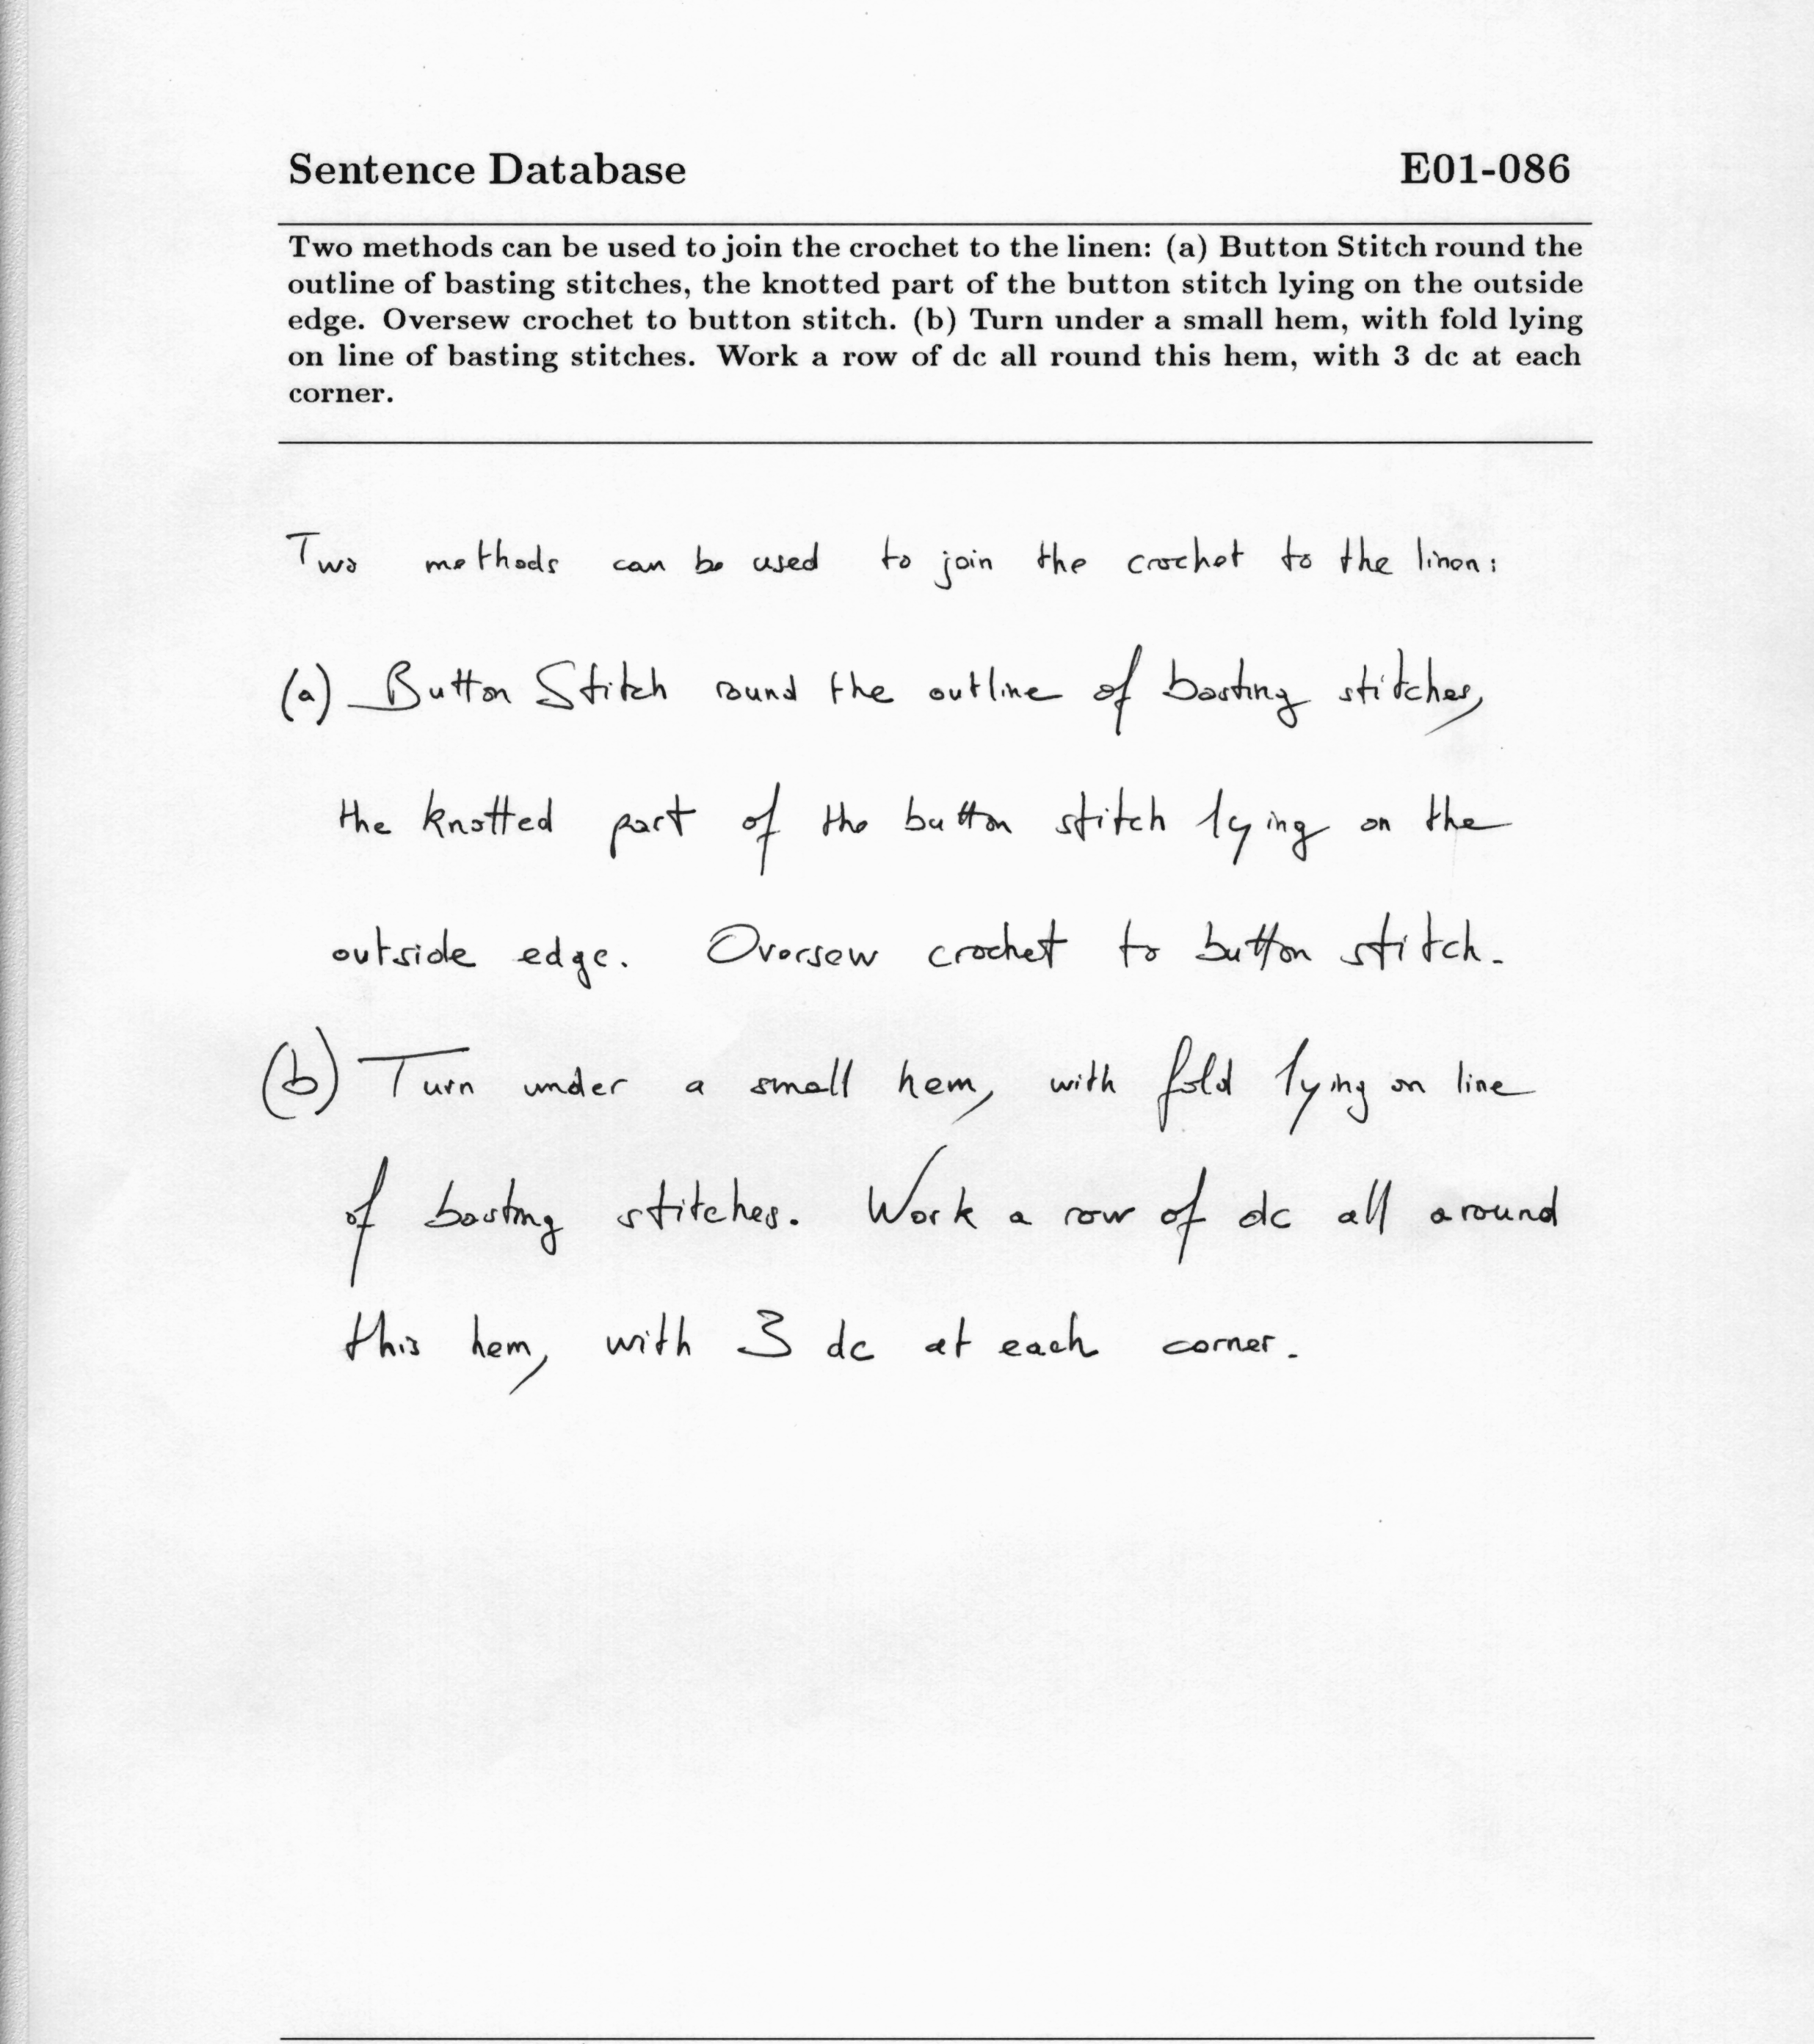 Sentence Database E01-086
Two methods can be used to join the crochet to the linen: (a) Button Stitch round the
outline of basting stitches, the knotted part of the button stitch lying on the outside
edge. Oversew crochet to button stitch. (b) Turn under a small hem, with fold lying
on line of basting stitches. Work a row of dc all round this hem, with 3 dc at each
corner.
Two methods can be used to join the crochet to the linen:
(a) Button Stitch round the outline of basting stitches,
the knotted part of the button stitch lying on the
outside edge. Oversew crochet to button stitch.
(b) Turn under a small hem, with fold lying on line
of basting stitches. Work a row of dc all around
this hem, with 3 dc at each corner.